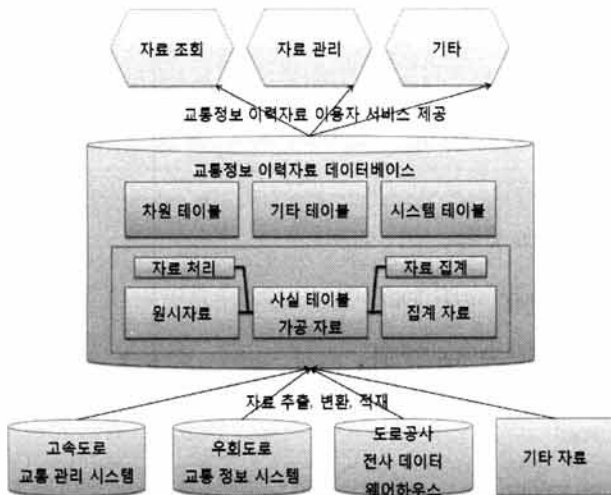 자료 조회
자료 관리
기타
교통정보 이력자료 이용자 서비스 제공
교통정보 이력자료 데이터베이스
차원 테이블
기타 테이블
시스템 테이블
자료 처리
자료 집계
원시자료
사실 테이블
가공 자료
집계 자료
자료 추출, 변환, 적재
고속도로
교통 관리 시스템
우회도로
교통 정보 시스템
도로공사
전사 데이터
웨어하우스
기타 자료